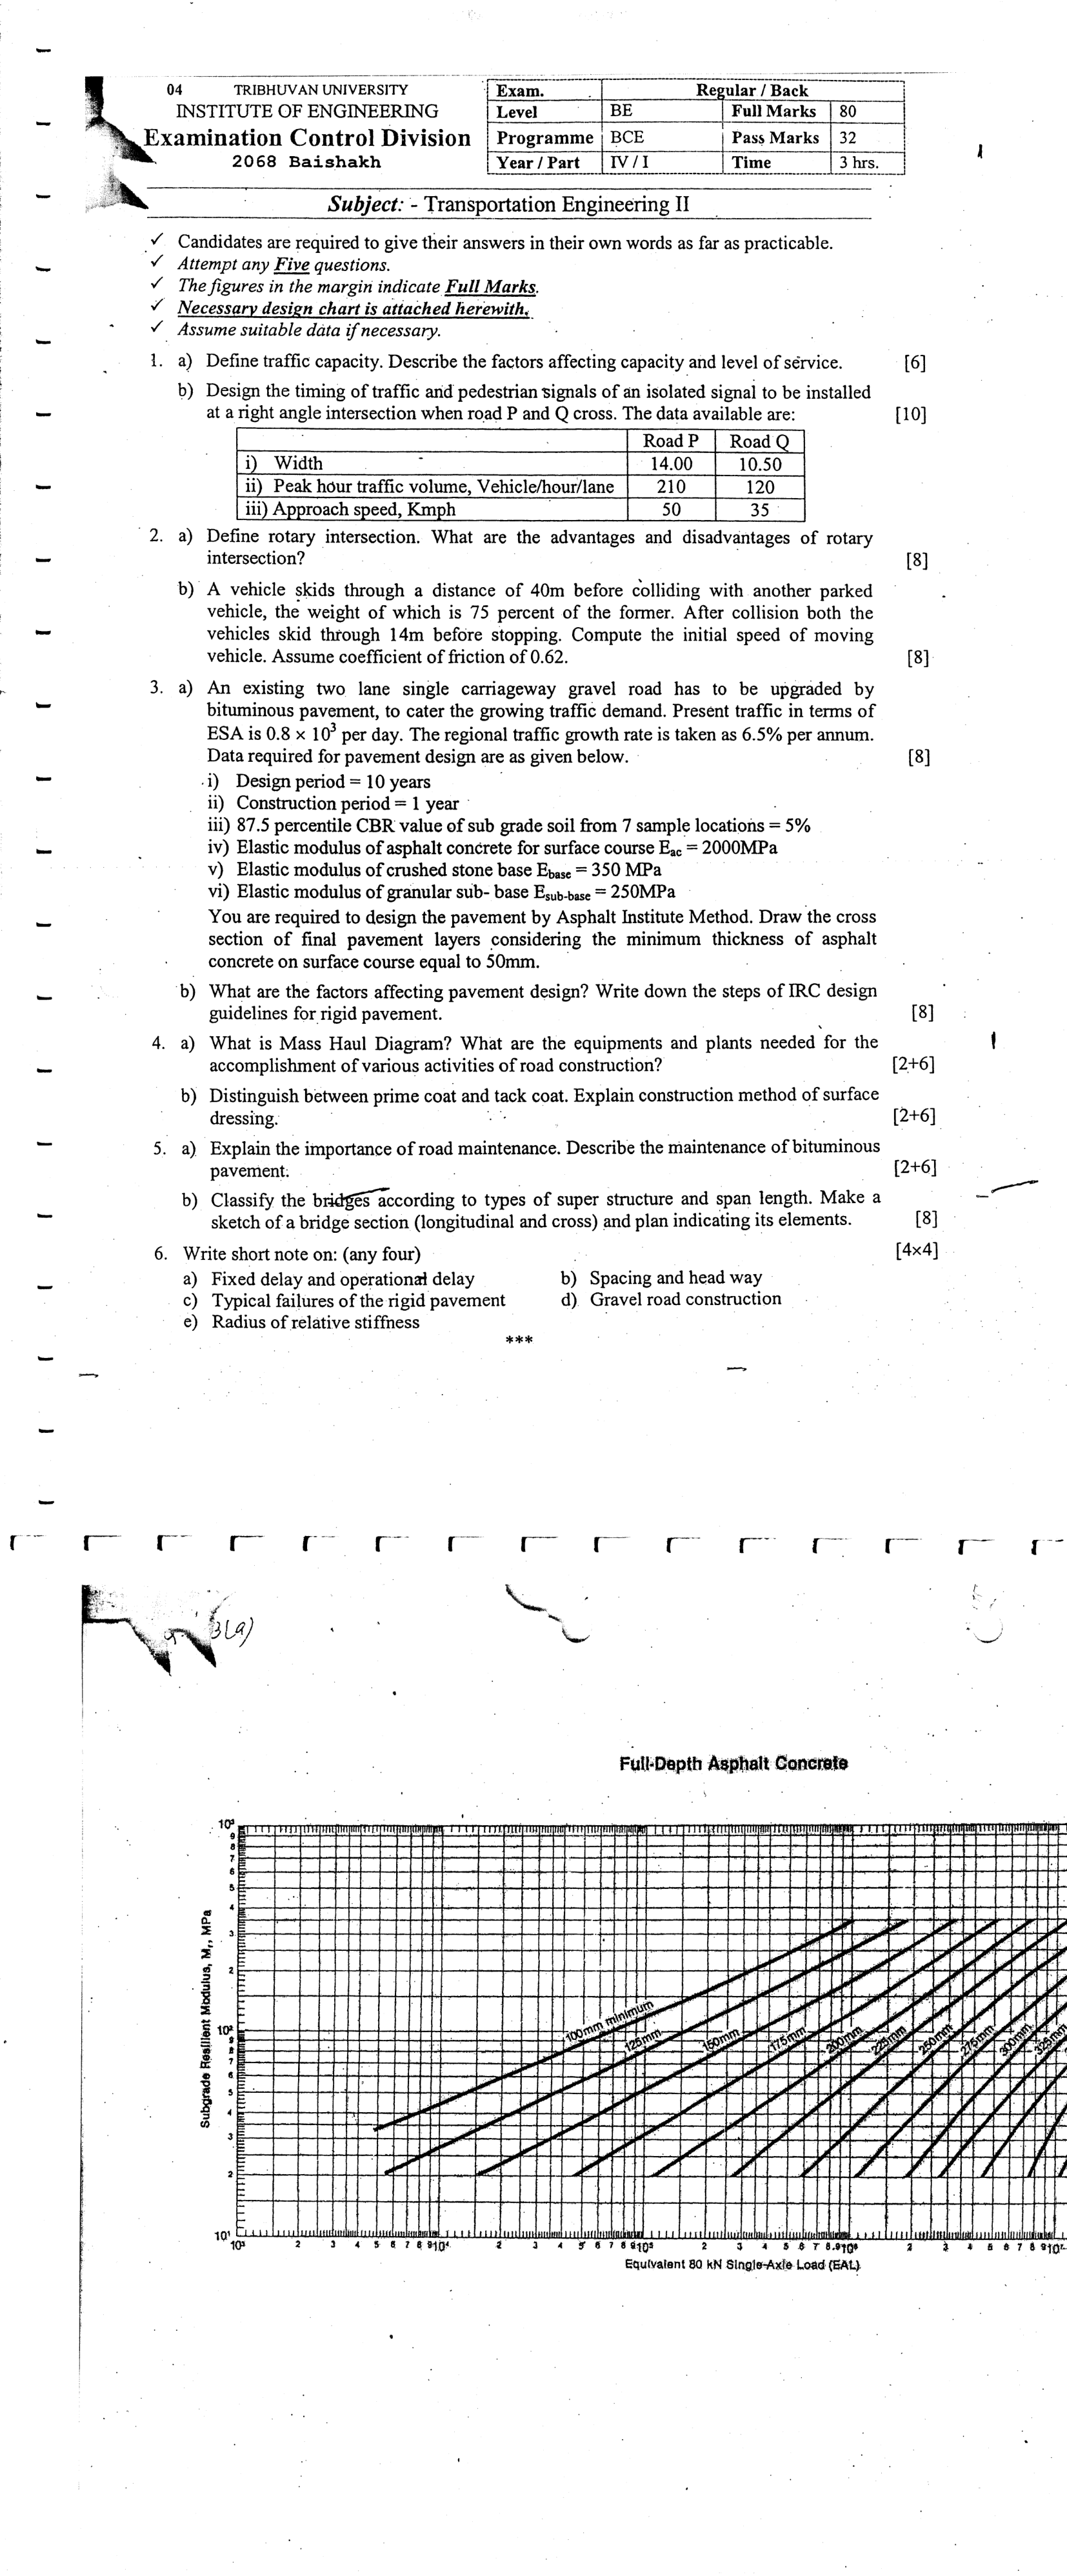 04 TRIBHUVAN UNIVERSITY
INSTITUTE OF ENGINEERING
Examination Control Division
2068 Baishakh
Exam. Regular / Back
Level BE Full Marks 80
Programme BCE Pass Marks 32
Year / Part IV / I Time 3 hrs.
Subject: - Transportation Engineering II
✓ Candidates are required to give their answers in their own words as far as practicable.
✓ Attempt any Five questions.
✓ The figures in the margin indicate Full Marks.
✓ Necessary design chart is attached herewith.
✓ Assume suitable data if necessary.
1. a) Define traffic capacity. Describe the factors affecting capacity and level of service. [6]
b) Design the timing of traffic and pedestrian signals of an isolated signal to be installed
at a right angle intersection when road P and Q cross. The data available are: [10]
Road P Road Q
i) Width 14.00 10.50
ii) Peak hour traffic volume, Vehicle/hour/lane 210 120
iii) Approach speed, Kmph 50 35
2. a) Define rotary intersection. What are the advantages and disadvantages of rotary
intersection? [8]
b) A vehicle skids through a distance of 40m before colliding with another parked
vehicle, the weight of which is 75 percent of the former. After collision both the
vehicles skid through 14m before stopping. Compute the initial speed of moving
vehicle. Assume coefficient of friction of 0.62. [8]
3. a) An existing two lane single carriageway gravel road has to be upgraded by
bituminous pavement, to cater the growing traffic demand. Present traffic in terms of
ESA is 0.8 × 10³ per day. The regional traffic growth rate is taken as 6.5% per annum.
Data required for pavement design are as given below. [8]
i) Design period = 10 years
ii) Construction period = 1 year
iii) 87.5 percentile CBR value of sub grade soil from 7 sample locations = 5%
iv) Elastic modulus of asphalt concrete for surface course Eac = 2000MPa
v) Elastic modulus of crushed stone base Ebase = 350 MPa
vi) Elastic modulus of granular sub- base Esub-base = 250MPa
You are required to design the pavement by Asphalt Institute Method. Draw the cross
section of final pavement layers considering the minimum thickness of asphalt
concrete on surface course equal to 50mm.
b) What are the factors affecting pavement design? Write down the steps of IRC design
guidelines for rigid pavement. [8]
4. a) What is Mass Haul Diagram? What are the equipments and plants needed for the
accomplishment of various activities of road construction? [2+6]
b) Distinguish between prime coat and tack coat. Explain construction method of surface
dressing. [2+6]
5. a) Explain the importance of road maintenance. Describe the maintenance of bituminous
pavement. [2+6]
b) Classify the bridges according to types of super structure and span length. Make a
sketch of a bridge section (longitudinal and cross) and plan indicating its elements. [8]
6. Write short note on: (any four) [4×4]
a) Fixed delay and operational delay b) Spacing and head way
c) Typical failures of the rigid pavement d) Gravel road construction
e) Radius of relative stiffness
***
3(a)
Full-Depth Asphalt Concrete
Subgrade Resilient Modulus, Mr, MPa
10³
9
8
7
6
5
4
3
2
10²
9
8
7
6
5
4
3
2
10¹
100mm minimum 125mm 150mm 175mm 200mm 225mm 250mm 275mm 300mm 325mm
10³ 2 3 4 5 6 7 8 9 10⁴ 2 3 4 5 6 7 8 9 10⁵ 2 3 4 5 6 7 8 9 10⁶ 2 3 4 5 6 7 8 9 10⁷
Equivalent 80 kN Single-Axle Load (EAL)